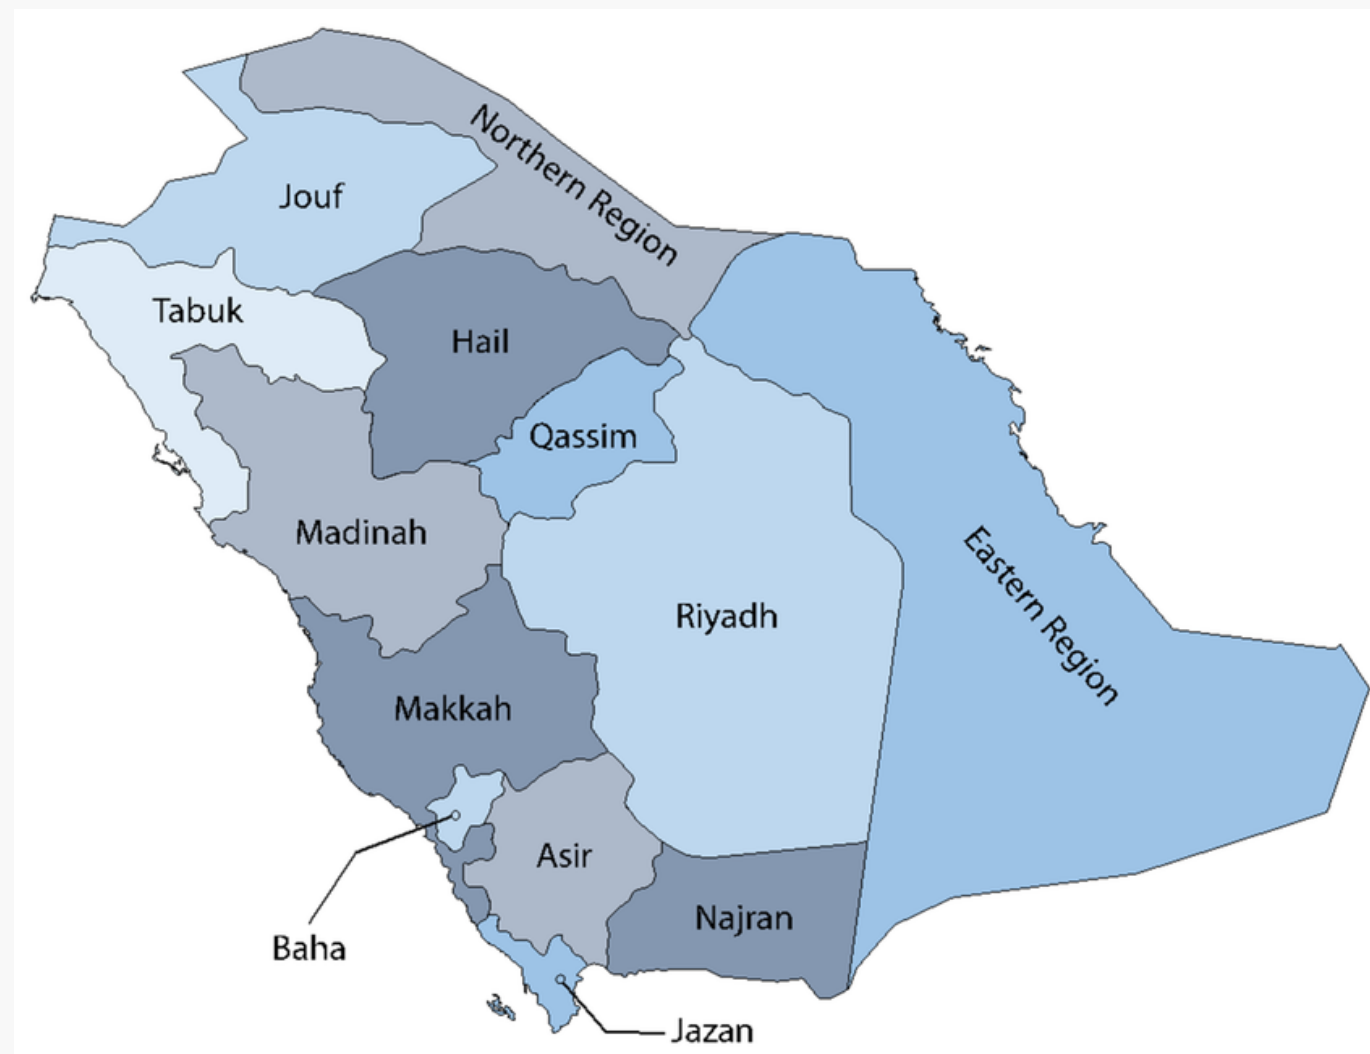 Northern Region
Jouf
Tabuk
Hail
Qassim
Madinah
Eastern Region
Riyadh
Makkah
Asir
Najran
Baha
Jazan